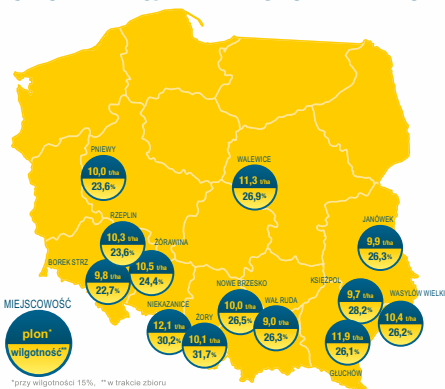 PNIEWY
10,0 t/ha
23,6%
WALEWICE
11,3 t/ha
26,9%
RZEPLIN
10,3 t/ha
23,6%
ŻÓRAWINA
10,5 t/ha
24,4%
JANÓWEK
9,9 t/ha
26,3%
BOREK STRZ
9,8 t/ha
22,7%
NIEKAZANICE
12,1 t/ha
30,2%
ŻORY
10,1 t/ha
31,7%
NOWE BRZESKO
10,0 t/ha
26,5%
WAŁ RUDA
9,0 t/ha
26,3%
KSIĘŻPOL
9,7 t/ha
28,2%
WASYLÓW WIELKI
10,4 t/ha
26,2%
11,9 t/ha
26,1%
GŁUCHÓW
MIEJSCOWOŚĆ
plon*
wilgotność**
*przy wilgotności 15%, **w trakcie zbioru